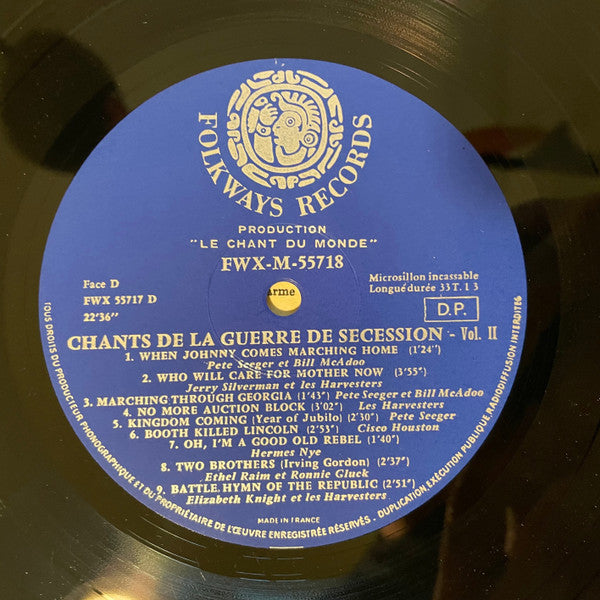 FOLKWAYS RECORDS
PRODUCTION
"LE CHANT DU MONDE"
FWX-M-55718
Face D
FWX 55717 D
22'36"
arme
Microsillon incassable
Longue durée 33 T. 1 3
D.P.
CHANTS DE LA GUERRE DE SECESSION - Vol. II
1. WHEN JOHNNY COMES MARCHING HOME (1'24")
Pete Seeger et Bill McAdoo
2. WHO WILL CARE FOR MOTHER NOW (3'55")
Jerry Silverman et les Harvesters
3. MARCHING THROUGH GEORGIA (1'43") Pete Seeger et Bill McAdoo
4. NO MORE AUCTION BLOCK (3'02") Les Harvesters
5. KINGDOM COMING (Year of Jubilo) (2'30") Pete Seeger
6. BOOTH KILLED LINCOLN (2'53") Cisco Houston
7. OH, I'M A GOOD OLD REBEL (1'40")
Hermes Nye
8. TWO BROTHERS (Irving Gordon) (2'37")
Ethel Raim et Ronnie Gluck
9. BATTLE HYMN OF THE REPUBLIC (2'51")
Elizabeth Knight et les Harvesters
MADE IN FRANCE
TOUS DROITS DU PRODUCTEUR PHONOGRAPHIQUE ET DU PROPRIÉTAIRE DE L'ŒUVRE ENREGISTRÉE RÉSERVÉS - DUPLICATION, EXÉCUTION PUBLIQUE, RADIODIFFUSION INTERDITES